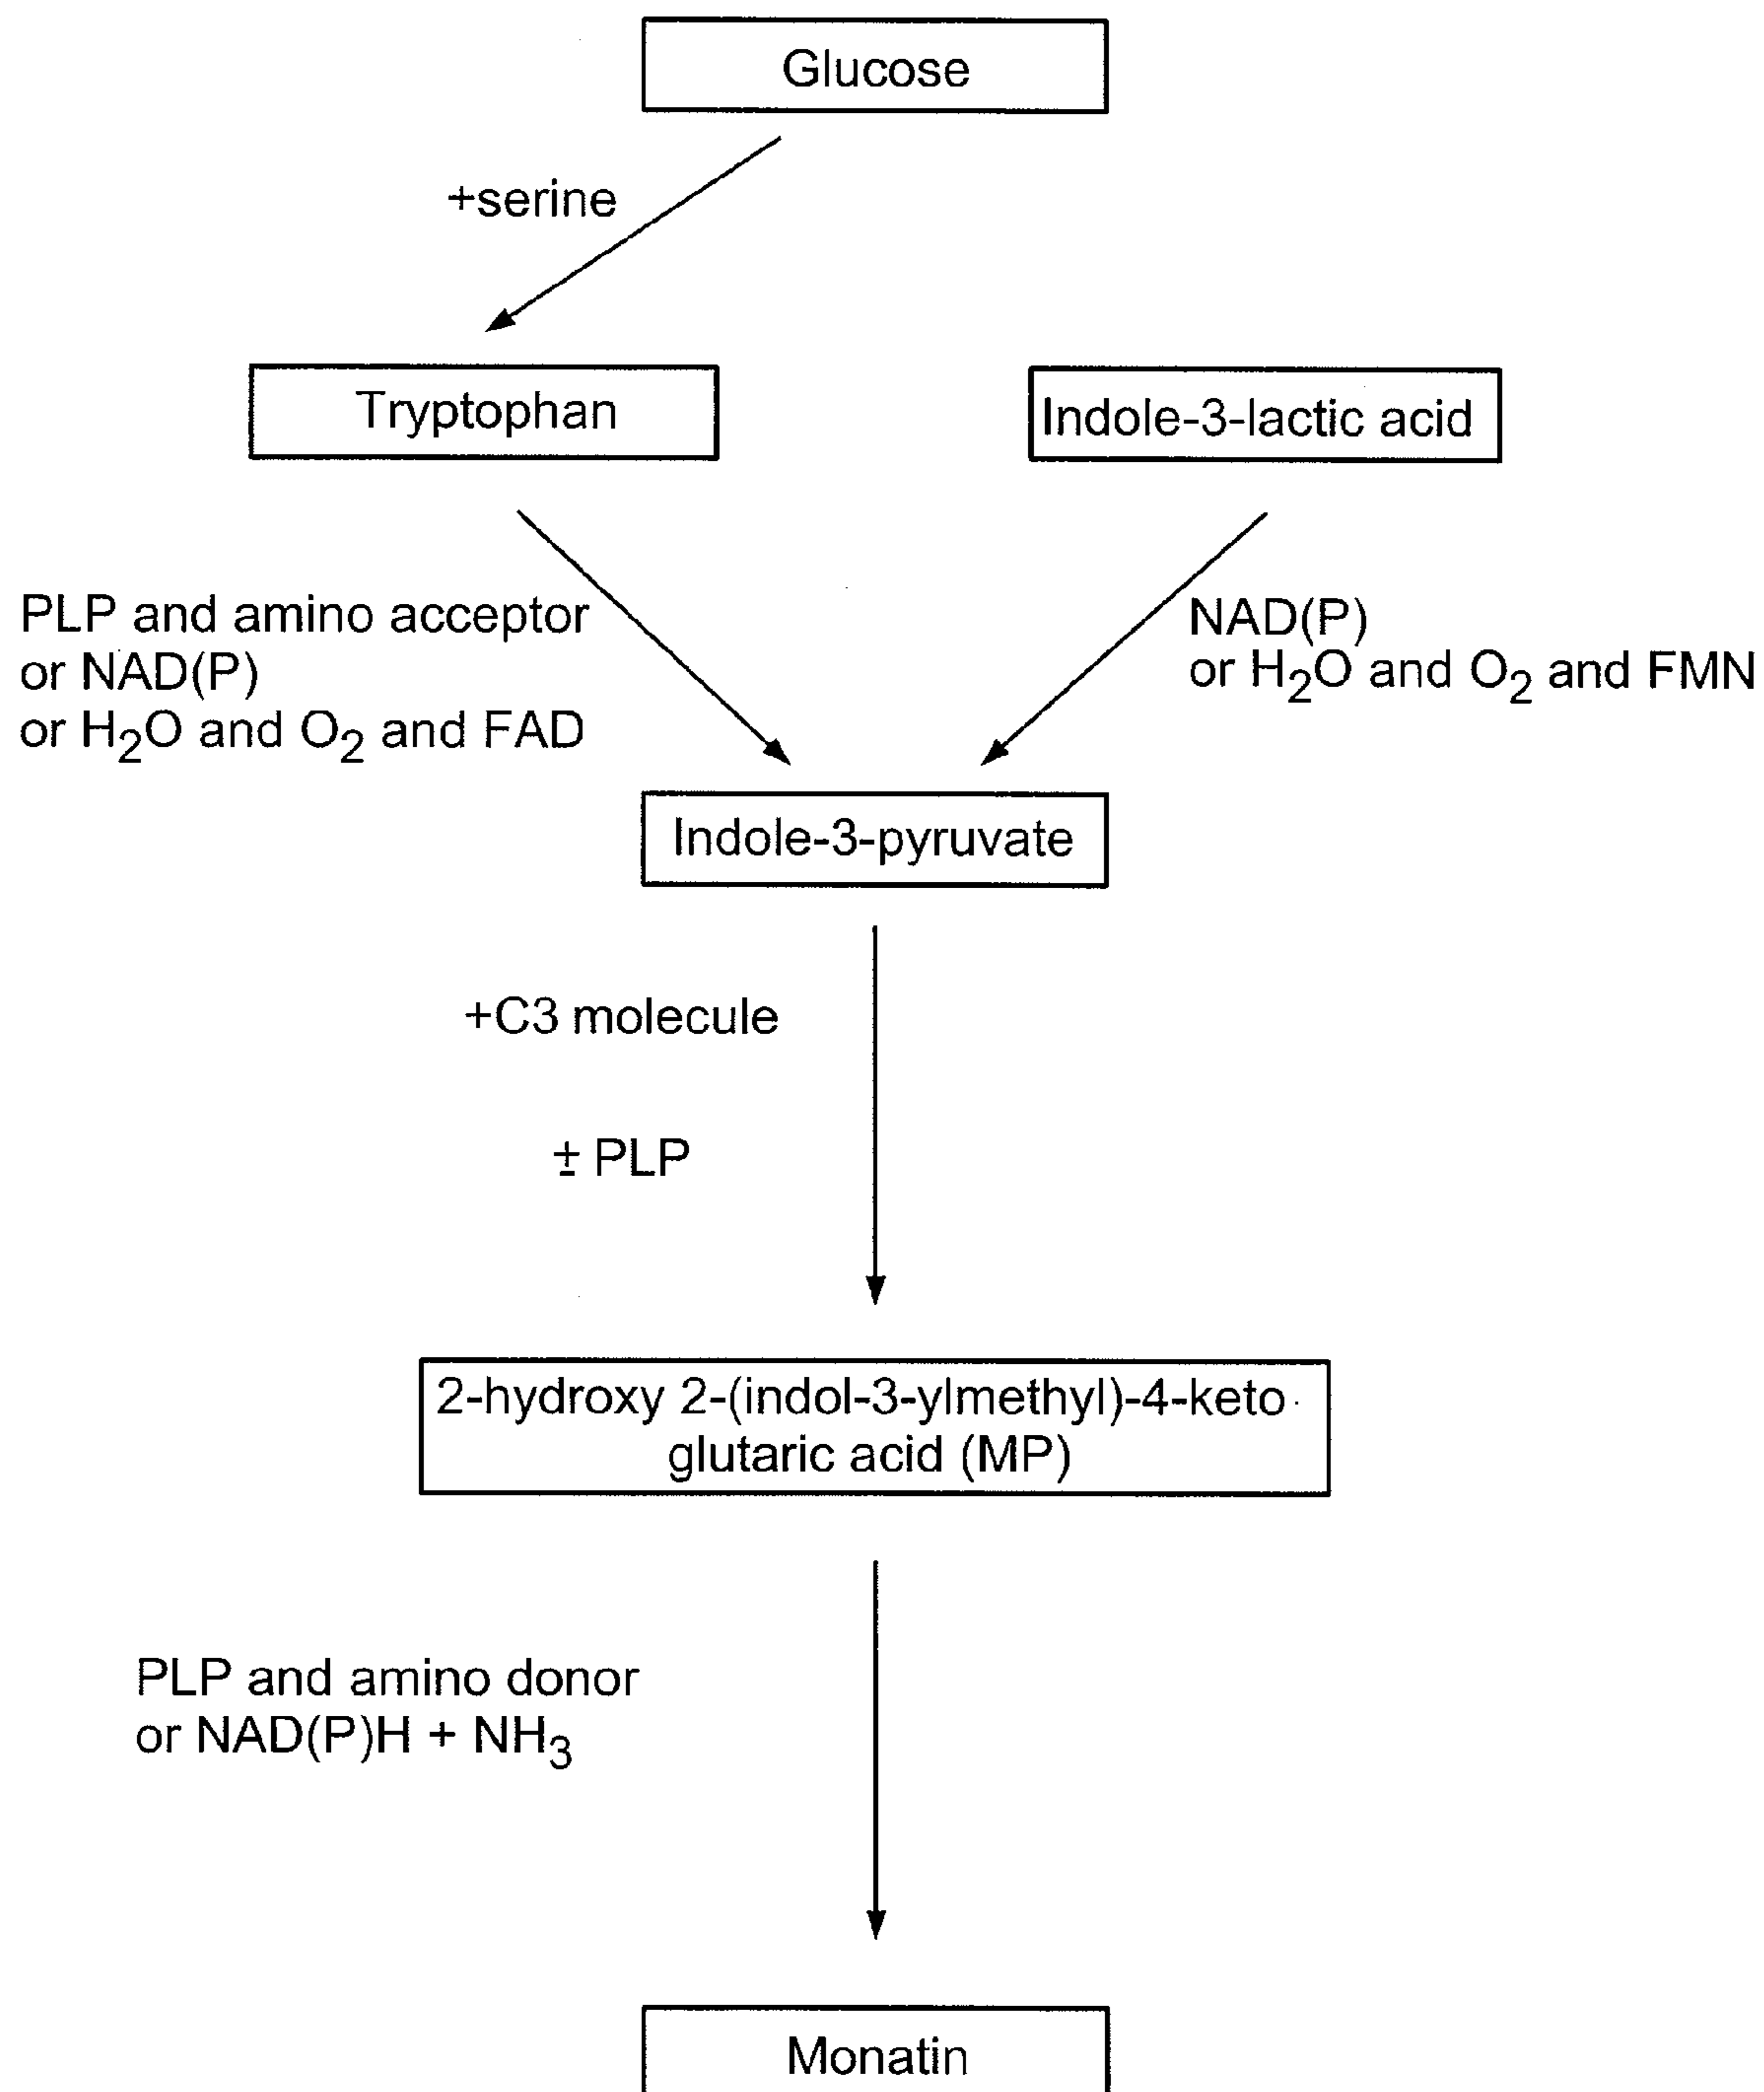 Glucose
+serine
Tryptophan
Indole-3-lactic acid
PLP and amino acceptor
or NAD(P)
or H₂O and O₂ and FAD
NAD(P)
or H₂O and O₂ and FMN
Indole-3-pyruvate
+C3 molecule
± PLP
2-hydroxy 2-(indol-3-ylmethyl)-4-keto
glutaric acid (MP)
PLP and amino donor
or NAD(P)H + NH₃
Monatin